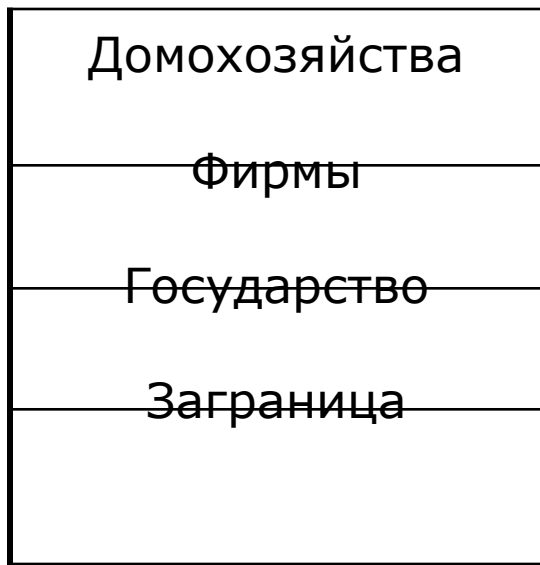 Домохозяйства
Фирмы
Государство
Заграница